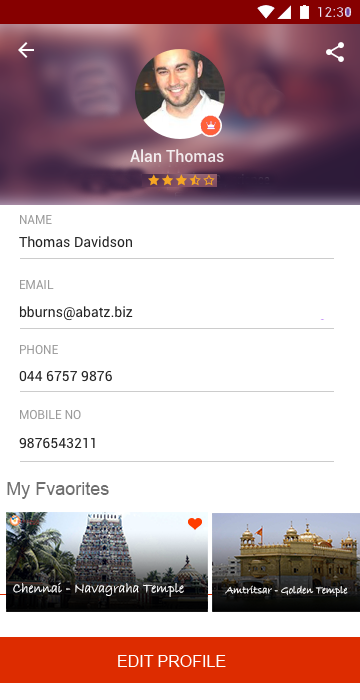 12:30
Alan Thomas
NAME
Thomas Davidson
EMAIL
bburns@abatz.biz
PHONE
044 6757 9876
MOBILE NO
9876543211
My Fvaorites
Chennai - Navagraha Temple
Amtritsar - Golden Temple
EDIT PROFILE